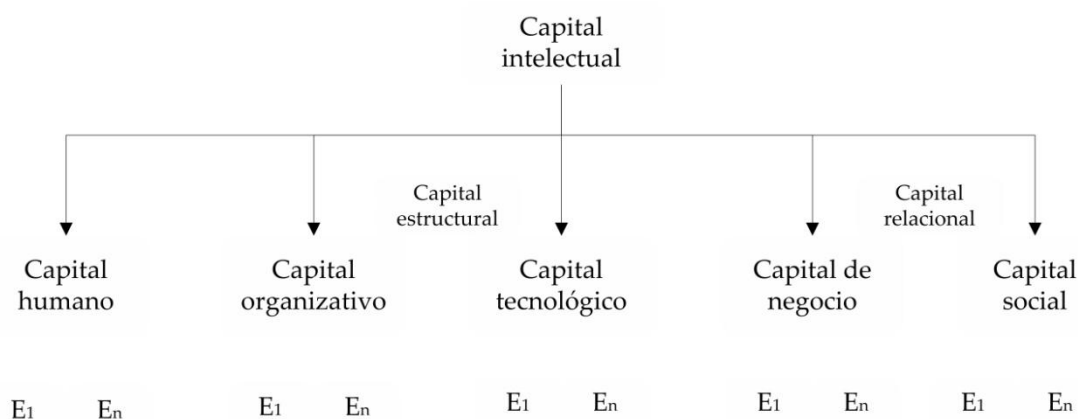 Capital
intelectual
Capital
estructural
Capital
relacional
Capital
humano
Capital
organizativo
Capital
tecnológico
Capital de
negocio
Capital
social
E1 En
E1 En
E1 En
E1 En
E1 En